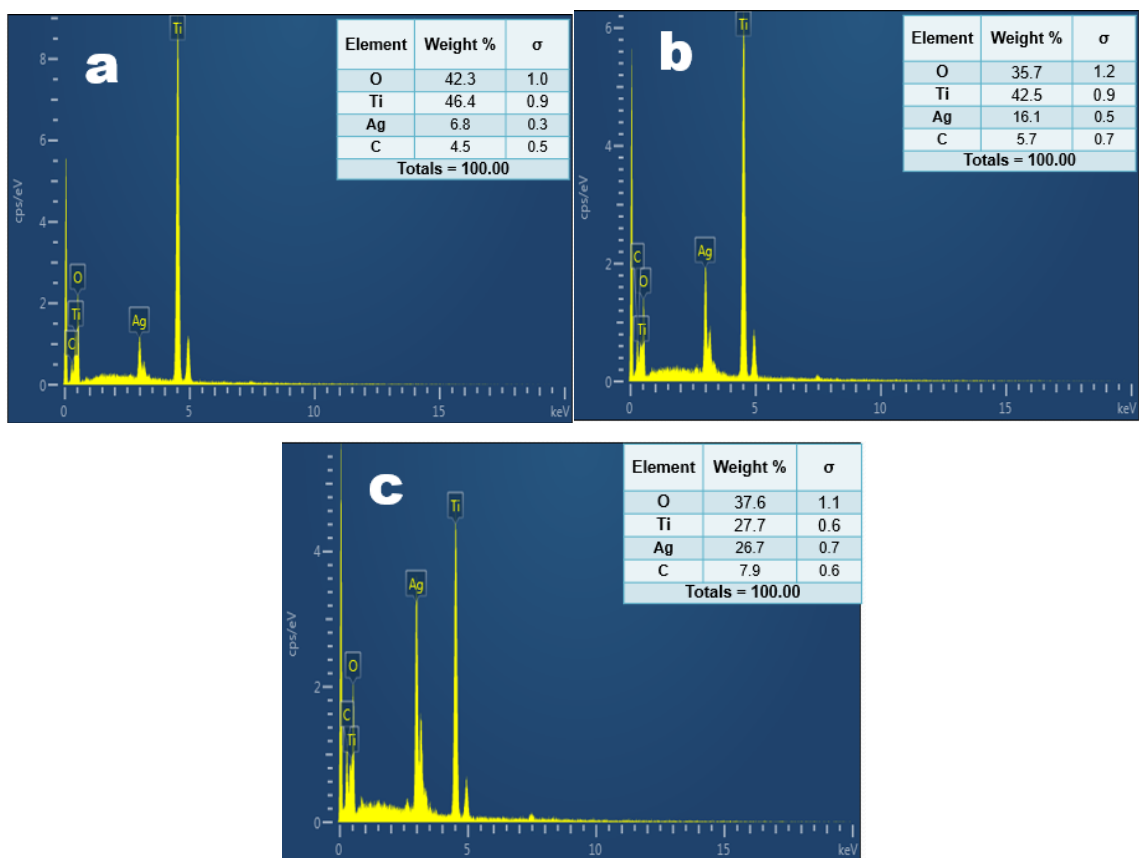 a
Element Weight % σ
O 42.3 1.0
Ti 46.4 0.9
Ag 6.8 0.3
C 4.5 0.5
Totals = 100.00
cps/eV
8
6
4
2
0
Ti
O
Ti
C
Ag
0 5 10 15 keV
b
Element Weight % σ
O 35.7 1.2
Ti 42.5 0.9
Ag 16.1 0.5
C 5.7 0.7
Totals = 100.00
cps/eV
6
4
2
0
Ti
Ag
C
O
Ti
0 5 10 15 keV
c
Element Weight % σ
O 37.6 1.1
Ti 27.7 0.6
Ag 26.7 0.7
C 7.9 0.6
Totals = 100.00
cps/eV
4
2
0
Ti
Ag
O
C
Ti
0 5 10 15 keV